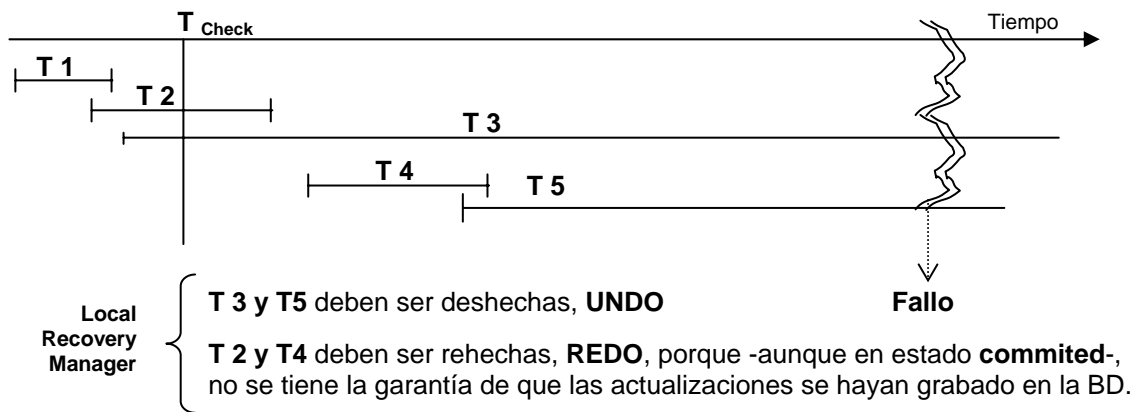 T Check
Tiempo
T 1
T 2
T 3
T 4
T 5
Fallo
Local
Recovery
Manager
T 3 y T5 deben ser deshechas, UNDO
T 2 y T4 deben ser rehechas, REDO, porque -aunque en estado commited-,
no se tiene la garantía de que las actualizaciones se hayan grabado en la BD.